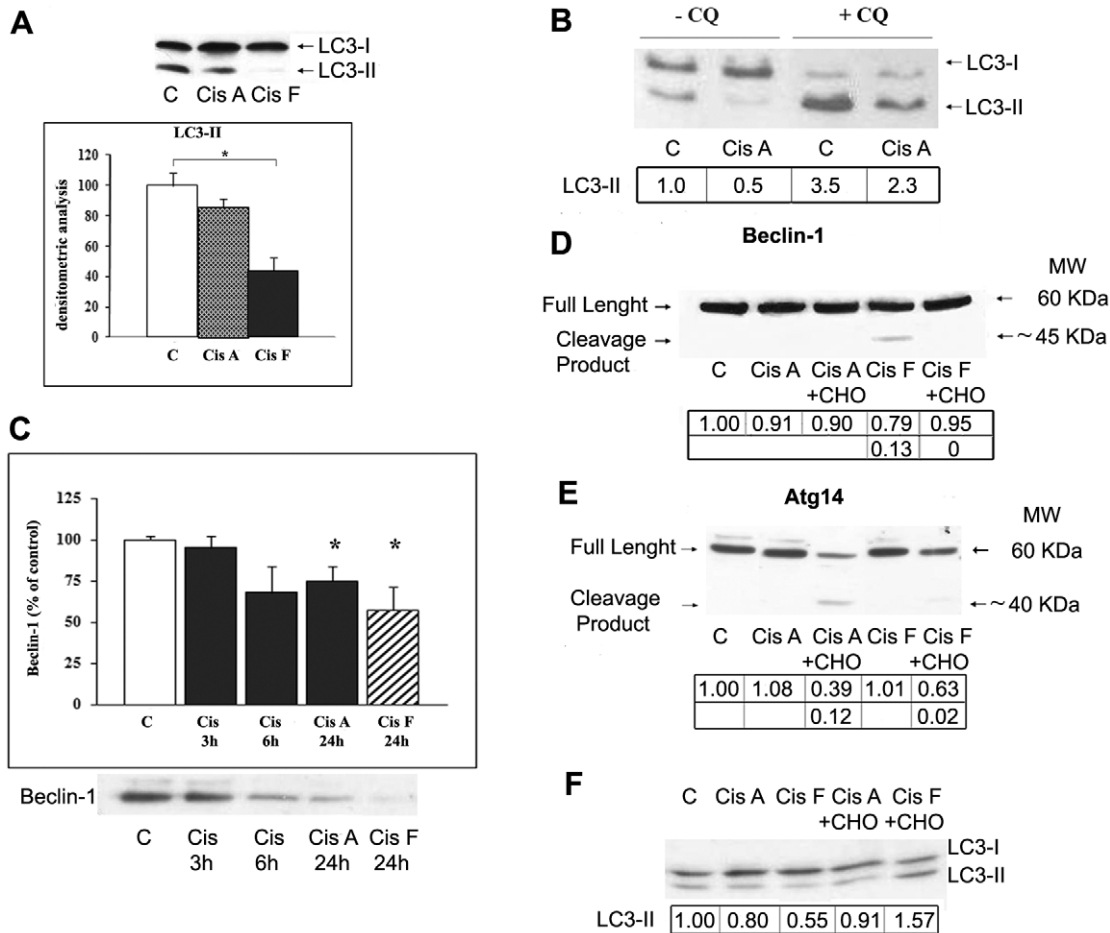 A
←LC3-I
←LC3-II
C Cis A Cis F
LC3-II
*
densitometric analysis
120
100
80
60
40
20
0
C Cis A Cis F
B
- CQ + CQ
←LC3-I
←LC3-II
C Cis A C Cis A
LC3-II 1.0 0.5 3.5 2.3
C
Beclin-1 (% of control)
125
100
75
50
25
0
* *
C Cis Cis Cis A Cis F
3h 6h 24h 24h
Beclin-1
C Cis Cis Cis A Cis F
3h 6h 24h 24h
D
Beclin-1
MW
Full Lenght → ← 60 KDa
Cleavage → ←~ 45 KDa
Product
C Cis A Cis A Cis F Cis F
+CHO +CHO
1.00 0.91 0.90 0.79 0.95
0.13 0
E
Atg14
MW
Full Lenght → ← 60 KDa
Cleavage → ←~ 40 KDa
Product
C Cis A Cis A Cis F Cis F
+CHO +CHO
1.00 1.08 0.39 1.01 0.63
0.12 0.02
F
C Cis A Cis F Cis A Cis F
+CHO +CHO
LC3-I
LC3-II
LC3-II 1.00 0.80 0.55 0.91 1.57